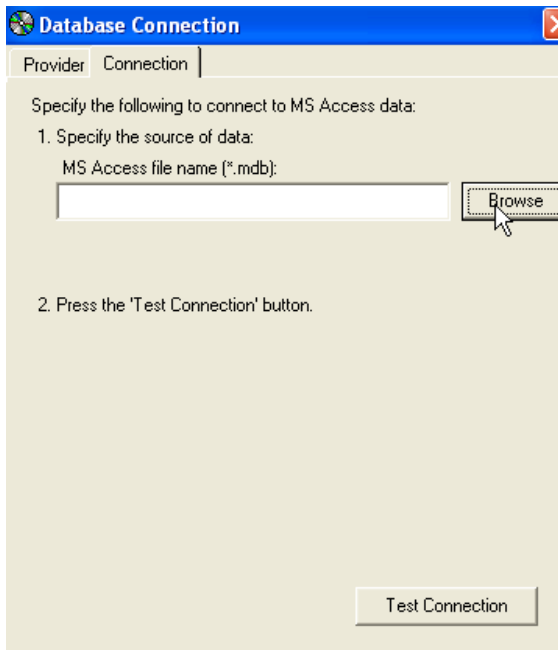 Database Connection
Provider Connection
Specify the following to connect to MS Access data:
1. Specify the source of data:
MS Access file name (*.mdb):
Browse
2. Press the 'Test Connection' button.
Test Connection